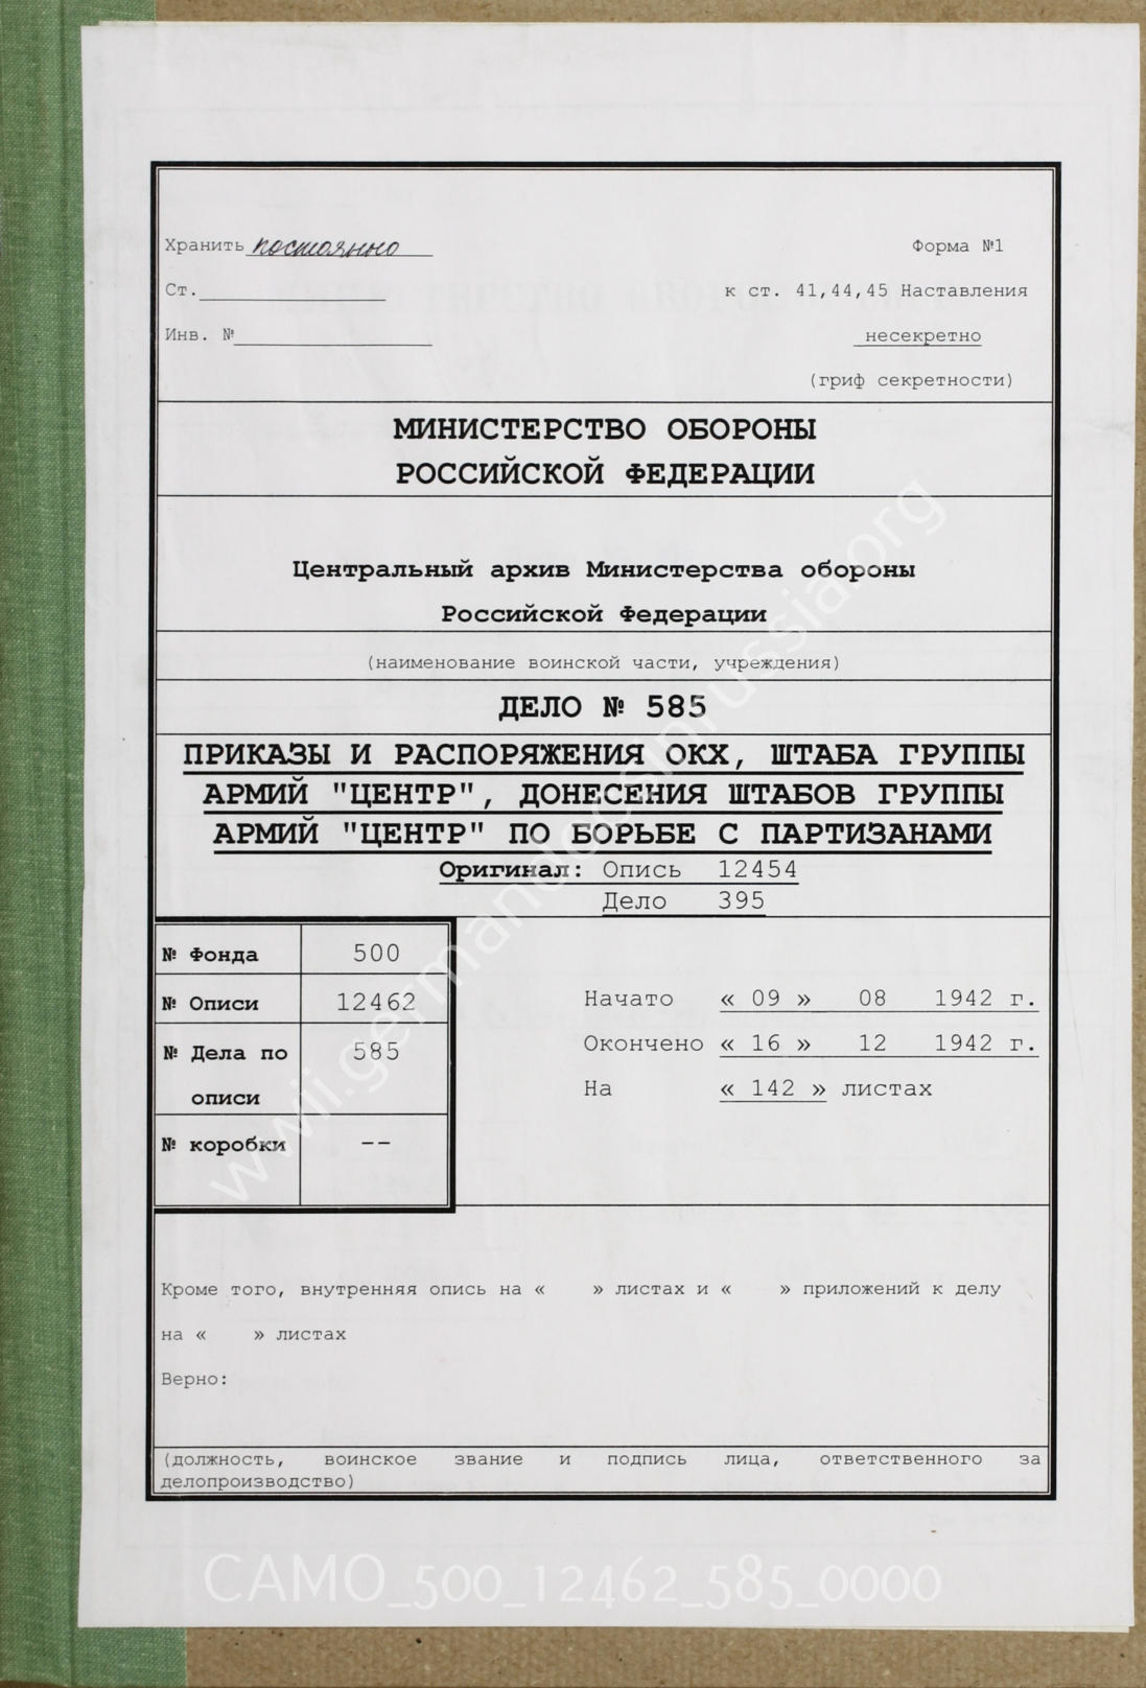 Хранить постоянно
Форма №1
Ст.
к ст. 41,44,45 Наставления
Инв. №
несекретно
(гриф секретности)
МИНИСТЕРСТВО ОБОРОНЫ
РОССИЙСКОЙ ФЕДЕРАЦИИ
Центральный архив Министерства обороны
Российской Федерации
(наименование воинской части, учреждения)
ДЕЛО № 585
ПРИКАЗЫ И РАСПОРЯЖЕНИЯ ОКХ, ШТАБА ГРУППЫ
АРМИЙ "ЦЕНТР", ДОНЕСЕНИЯ ШТАБОВ ГРУППЫ
АРМИЙ "ЦЕНТР" ПО БОРЬБЕ С ПАРТИЗАНАМИ
Оригинал: Опись 12454
Дело 395
№ Фонда 500
№ Описи 12462
№ Дела по 585
описи
№ коробки --
Начато « 09 » 08 1942 г.
Окончено « 16 » 12 1942 г.
На « 142 » листах
Кроме того, внутренняя опись на « » листах и « » приложений к делу
на « » листах
Верно:
(должность, воинское звание и подпись лица, ответственного за
делопроизводство)
wwii.germandocsinrussia.org
CAMO_500_12462_585_0000